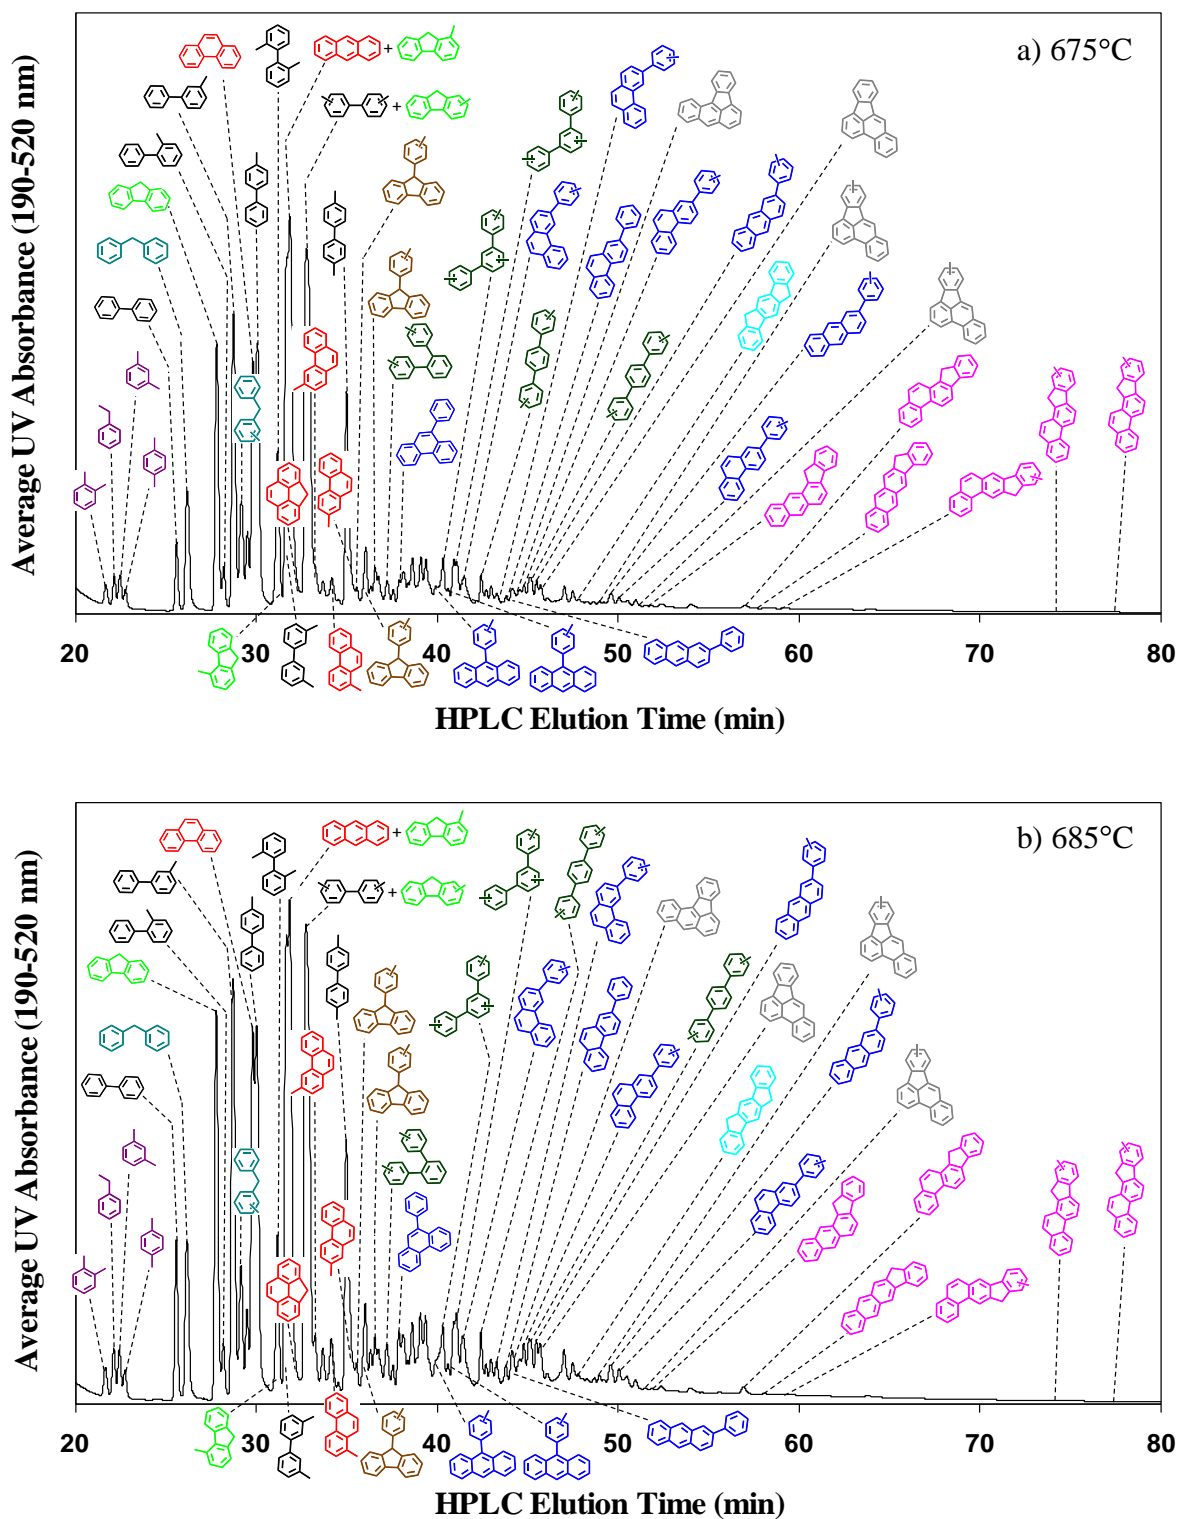 a) 675°C
+
+
Average UV Absorbance (190-520 nm)
20 30 40 50 60 70 80
HPLC Elution Time (min)
b) 685°C
+
+
Average UV Absorbance (190-520 nm)
20 30 40 50 60 70 80
HPLC Elution Time (min)